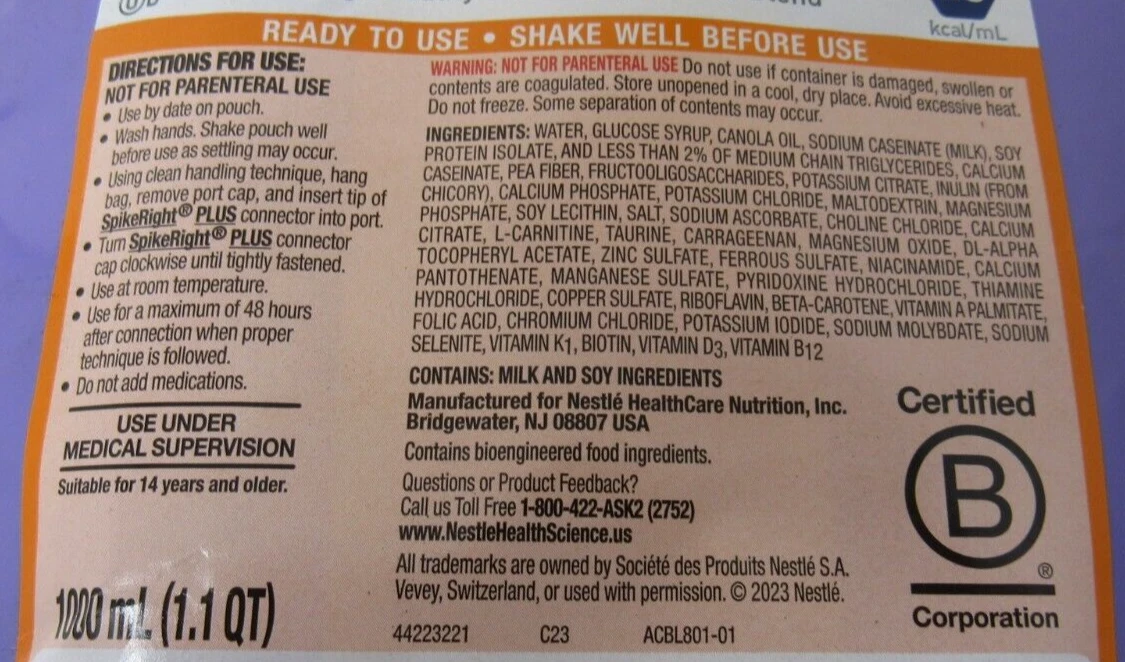 READY TO USE • SHAKE WELL BEFORE USE
kcal/mL
DIRECTIONS FOR USE:
NOT FOR PARENTERAL USE
• Use by date on pouch.
• Wash hands. Shake pouch well
before use as settling may occur.
• Using clean handling technique, hang
bag, remove port cap, and insert tip of
SpikeRight® PLUS connector into port.
• Turn SpikeRight® PLUS connector
cap clockwise until tightly fastened.
• Use at room temperature.
• Use for a maximum of 48 hours
after connection when proper
technique is followed.
• Do not add medications.
USE UNDER
MEDICAL SUPERVISION
Suitable for 14 years and older.
1000 mL (1.1 QT)
WARNING: NOT FOR PARENTERAL USE Do not use if container is damaged, swollen or
contents are coagulated. Store unopened in a cool, dry place. Avoid excessive heat.
Do not freeze. Some separation of contents may occur.
INGREDIENTS: WATER, GLUCOSE SYRUP, CANOLA OIL, SODIUM CASEINATE (MILK), SOY
PROTEIN ISOLATE, AND LESS THAN 2% OF MEDIUM CHAIN TRIGLYCERIDES, CALCIUM
CASEINATE, PEA FIBER, FRUCTOOLIGOSACCHARIDES, POTASSIUM CITRATE, INULIN (FROM
CHICORY), CALCIUM PHOSPHATE, POTASSIUM CHLORIDE, MALTODEXTRIN, MAGNESIUM
PHOSPHATE, SOY LECITHIN, SALT, SODIUM ASCORBATE, CHOLINE CHLORIDE, CALCIUM
CITRATE, L-CARNITINE, TAURINE, CARRAGEENAN, MAGNESIUM OXIDE, DL-ALPHA
TOCOPHERYL ACETATE, ZINC SULFATE, FERROUS SULFATE, NIACINAMIDE, CALCIUM
PANTOTHENATE, MANGANESE SULFATE, PYRIDOXINE HYDROCHLORIDE, THIAMINE
HYDROCHLORIDE, COPPER SULFATE, RIBOFLAVIN, BETA-CAROTENE, VITAMIN A PALMITATE,
FOLIC ACID, CHROMIUM CHLORIDE, POTASSIUM IODIDE, SODIUM MOLYBDATE, SODIUM
SELENITE, VITAMIN K1, BIOTIN, VITAMIN D3, VITAMIN B12
CONTAINS: MILK AND SOY INGREDIENTS
Manufactured for Nestlé HealthCare Nutrition, Inc.
Bridgewater, NJ 08807 USA
Contains bioengineered food ingredients.
Questions or Product Feedback?
Call us Toll Free 1-800-422-ASK2 (2752)
www.NestleHealthScience.us
All trademarks are owned by Société des Produits Nestlé S.A.
Vevey, Switzerland, or used with permission. © 2023 Nestlé.
44223221 C23 ACBL801-01
Certified
B
®
Corporation